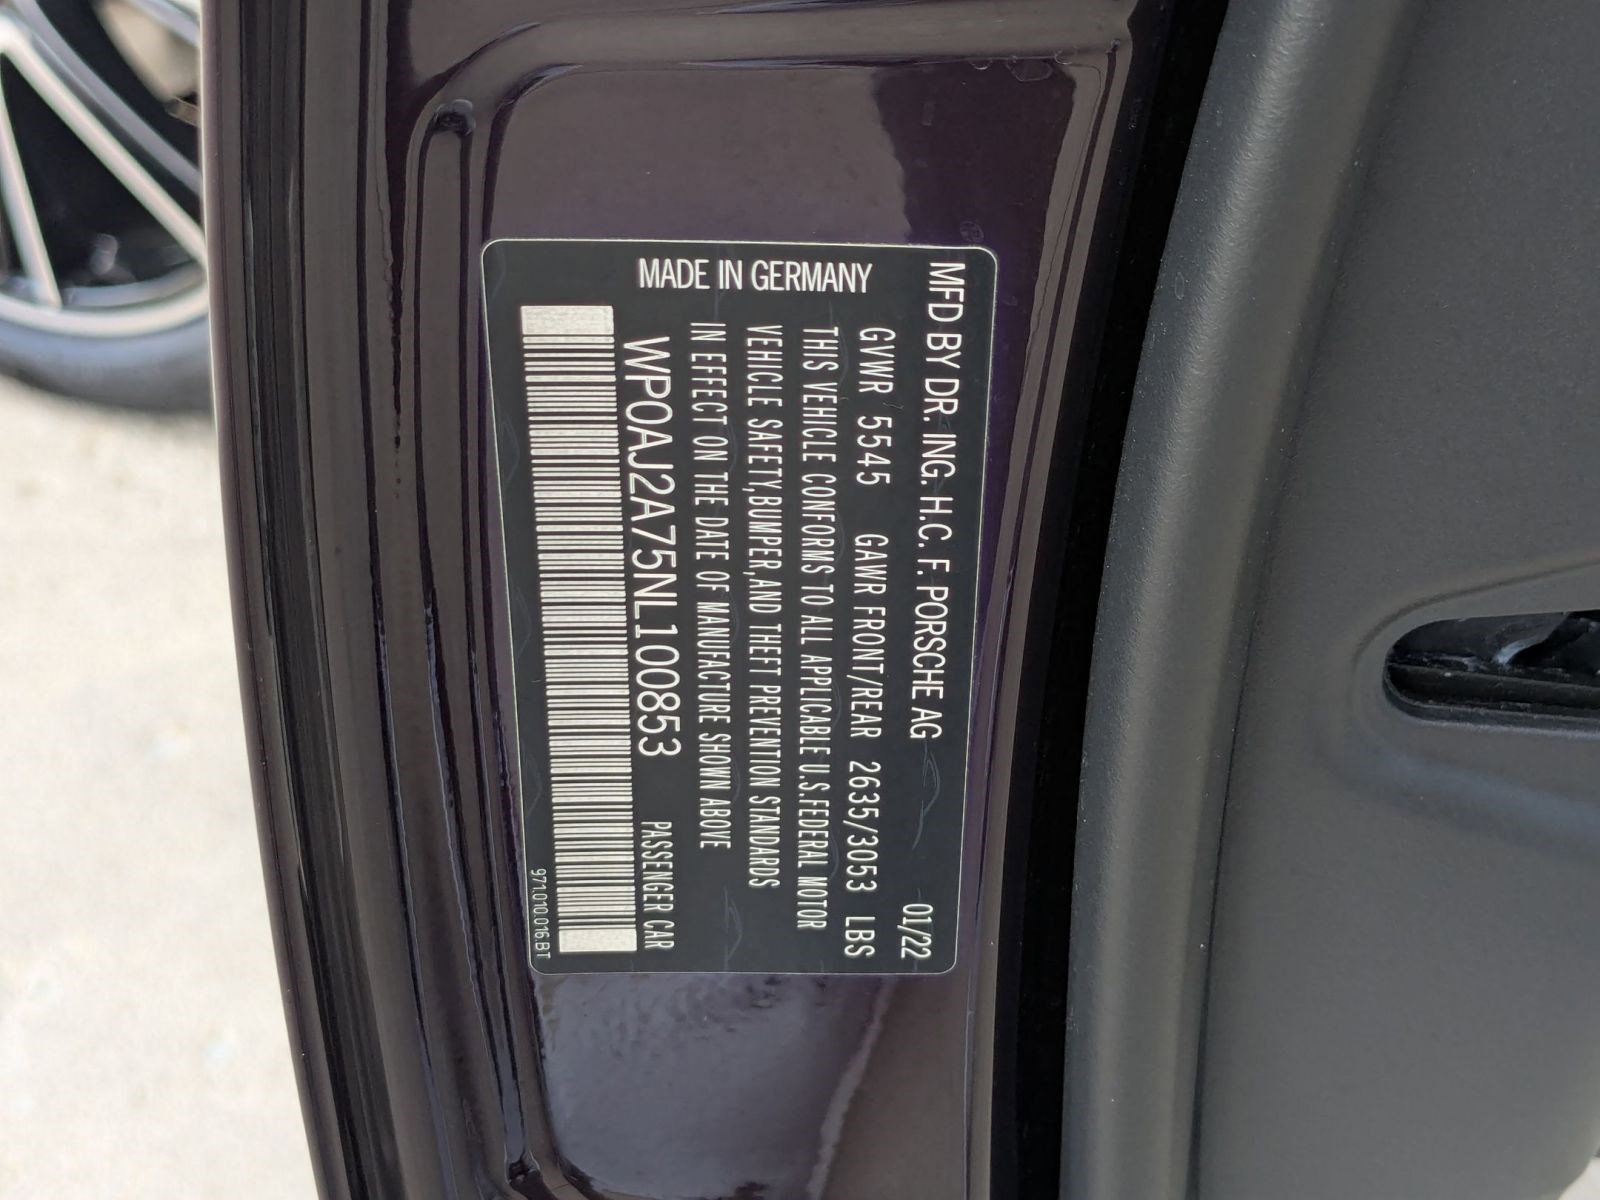 MFD BY DR. ING. H.C. F. PORSCHE AG 01/22
GVWR 5545 GAWR FRONT/REAR 2635/3053 LBS
THIS VEHICLE CONFORMS TO ALL APPLICABLE U.S.FEDERAL MOTOR
VEHICLE SAFETY,BUMPER,AND THEFT PREVENTION STANDARDS
IN EFFECT ON THE DATE OF MANUFACTURE SHOWN ABOVE
WP0AJ2A75NL100853 PASSENGER CAR
MADE IN GERMANY
971.010.016.BT